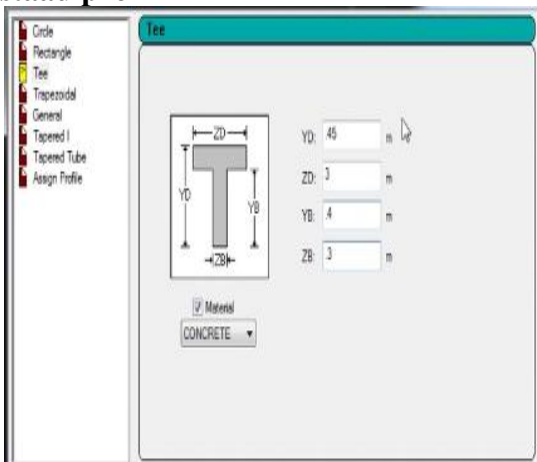 Tee
Circle
Rectangle
Tee
Trapezoidal
General
Tapered I
Tapered Tube
Assign Profile
ZD
YD
YB
ZB
YD: .45 m
ZD: 3 m
YB: .4 m
ZB: .3 m
Material
CONCRETE